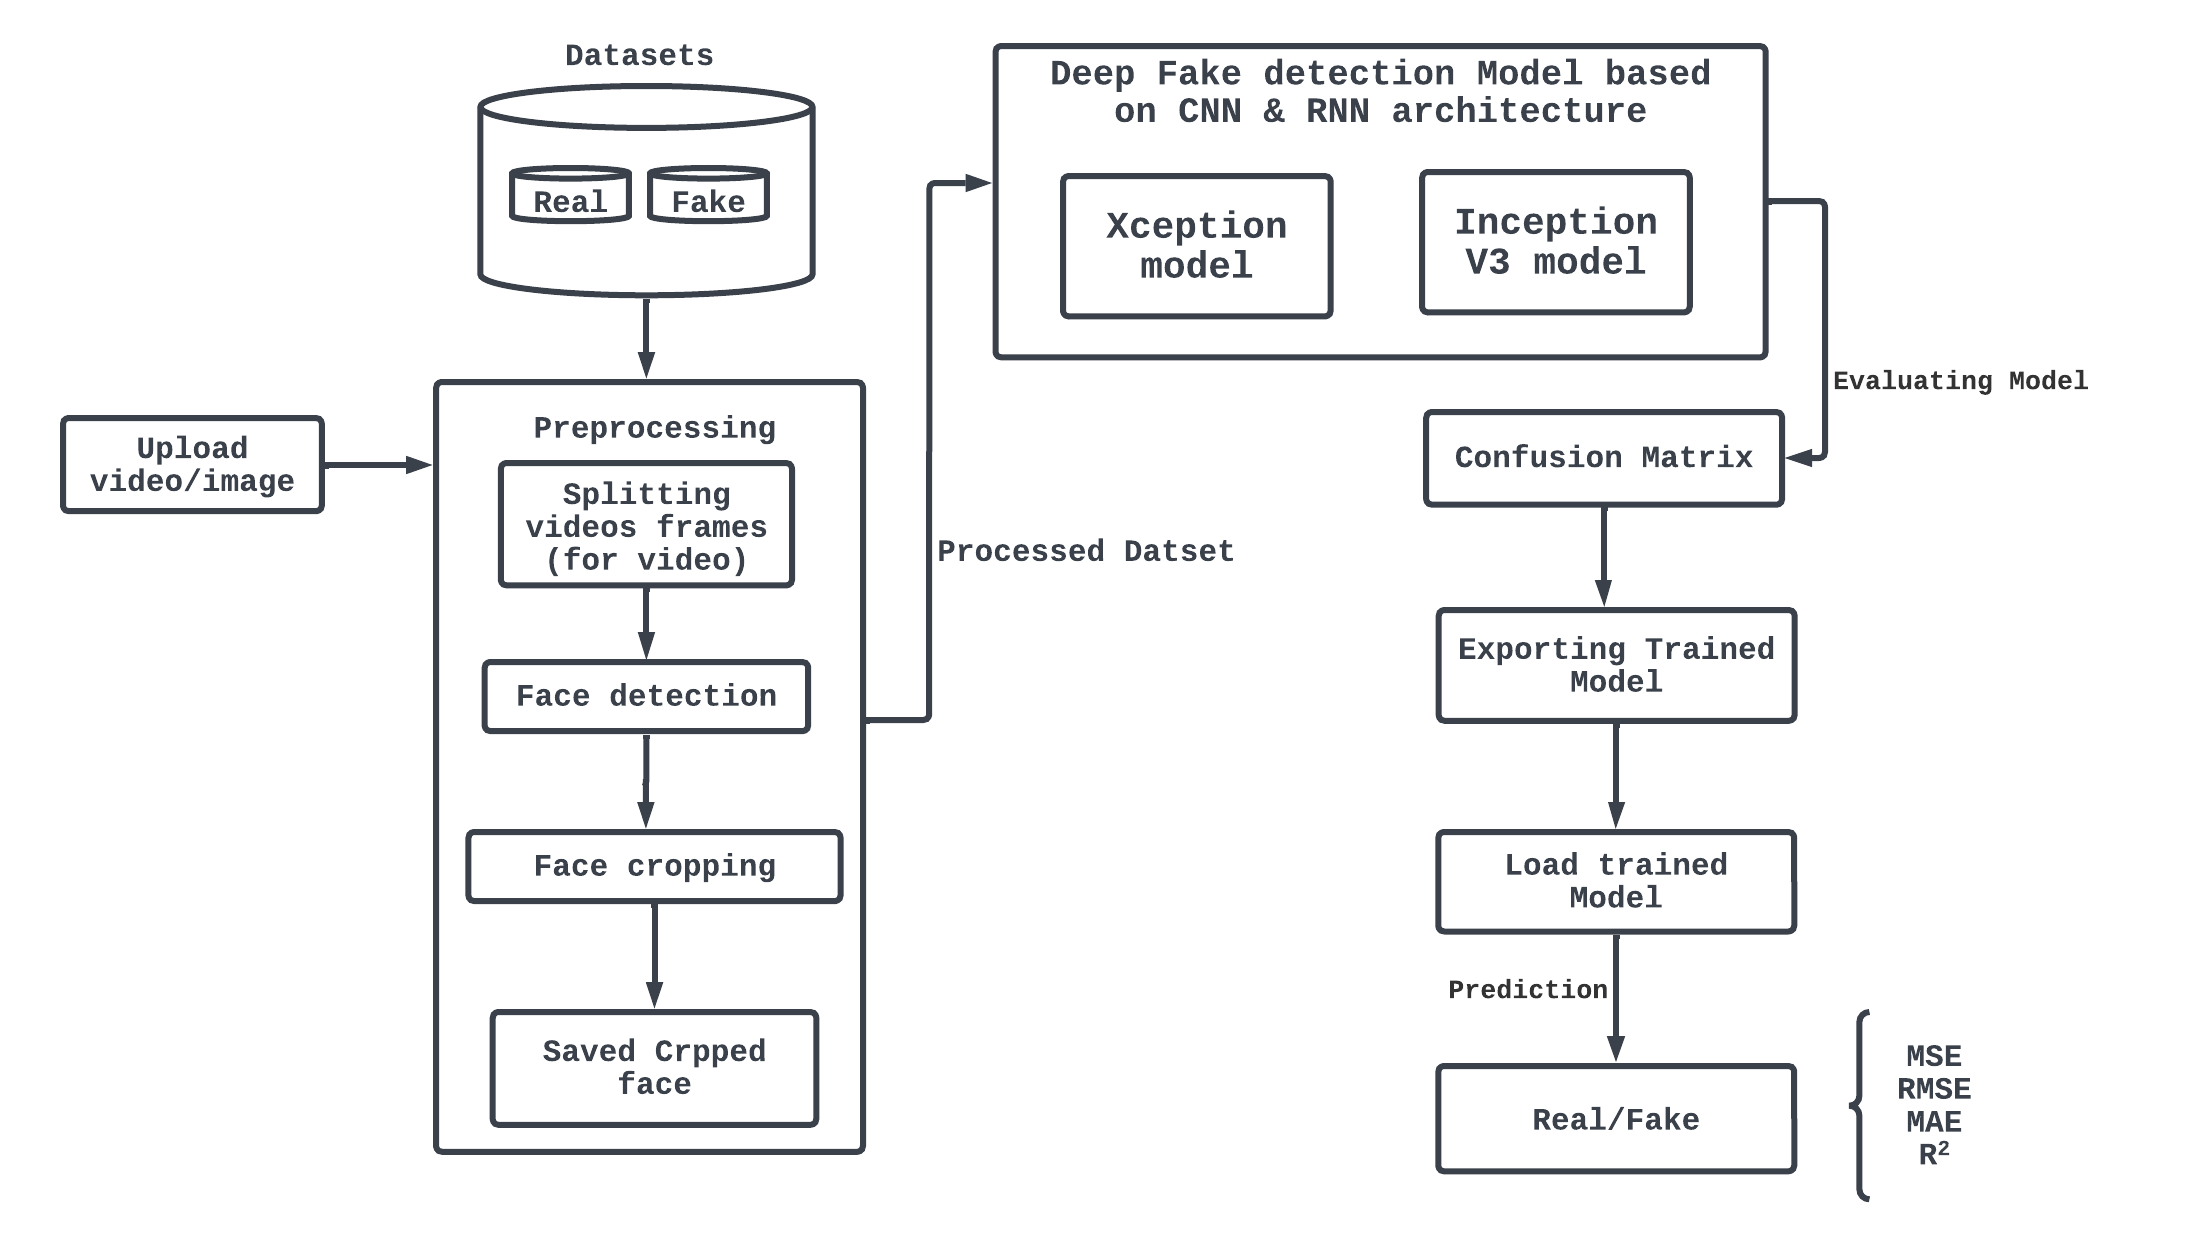 Datasets
Real
Fake
Upload
video/image
Preprocessing
Splitting
videos frames
(for video)
Face detection
Face cropping
Saved Crpped
face
Processed Datset
Deep Fake detection Model based
on CNN & RNN architecture
Xception
model
Inception
V3 model
Evaluating Model
Confusion Matrix
Exporting Trained
Model
Load trained
Model
Prediction
Real/Fake
MSE
RMSE
MAE
R²